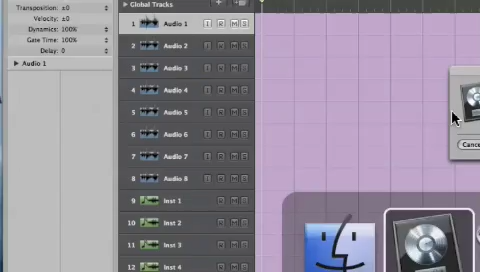 Transposition: ±0
Velocity: ±0
Dynamics: 100%
Gate Time: 100%
Delay: 0
Audio 1
Global Tracks
1 Audio 1 I R M S
2 Audio 2 I R M S
3 Audio 3 I R M S
4 Audio 4 I R M S
5 Audio 5 I R M S
6 Audio 6 I R M S
7 Audio 7 I R M S
8 Audio 8 I R M S
9 Inst 1 R M S
10 Inst 2 R M S
11 Inst 3 R M S
12 Inst 4 R M S
Cance